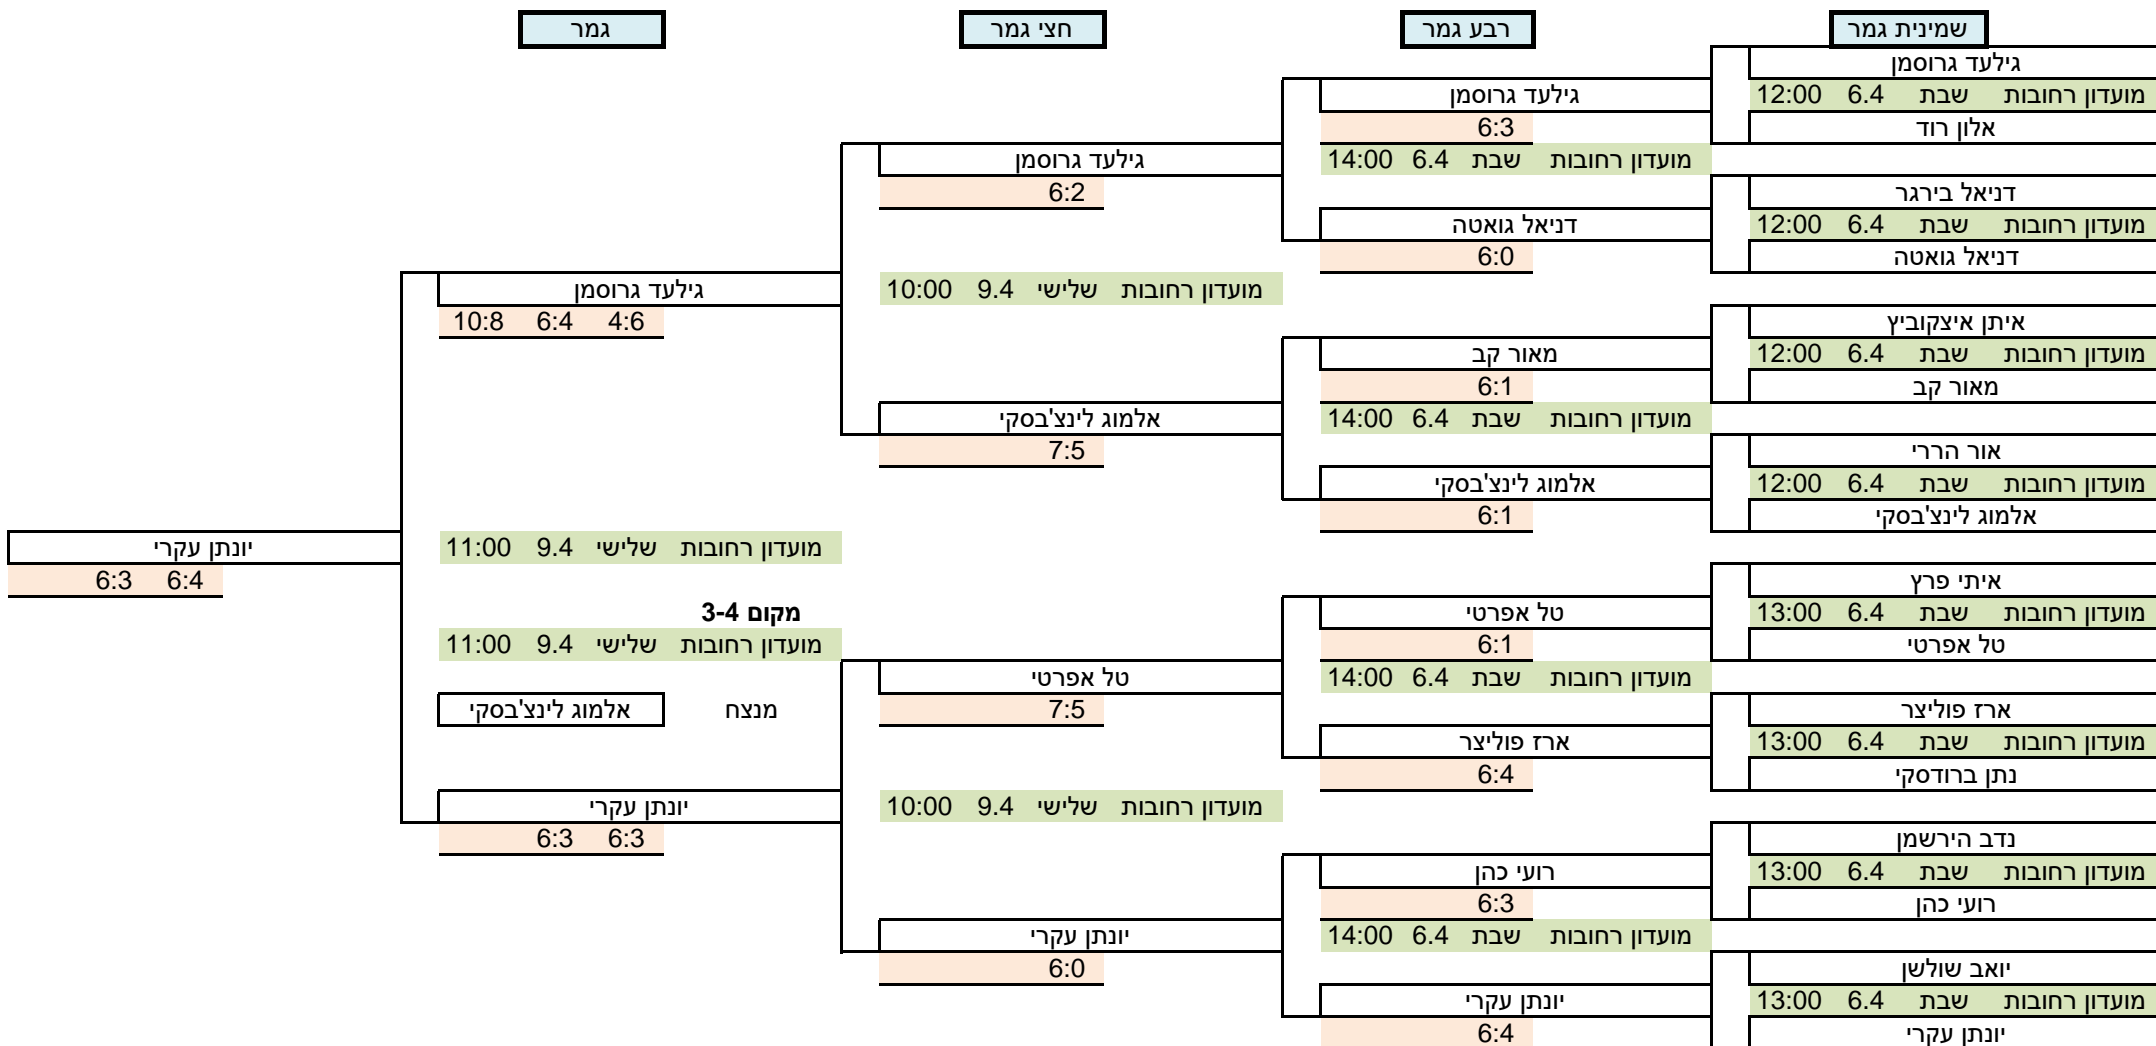 שמינית גמר רבע גמר חצי גמר גמר
גילעד גרוסמן
גילעד גרוסמן מועדון רחובות שבת 6.4 12:00
6:3 אלון רוד
גילעד גרוסמן מועדון רחובות שבת 6.4 14:00
6:2 דניאל בירגר
דניאל גואטה מועדון רחובות שבת 6.4 12:00
6:0 דניאל גואטה
גילעד גרוסמן מועדון רחובות שלישי 9.4 10:00
10:8 6:4 4:6 איתן איצקוביץ
מאור קב מועדון רחובות שבת 6.4 12:00
6:1 מאור קב
אלמוג לינצ'בסקי מועדון רחובות שבת 6.4 14:00
7:5 אור הררי
אלמוג לינצ'בסקי מועדון רחובות שבת 6.4 12:00
6:1 אלמוג לינצ'בסקי
יונתן עקרי מועדון רחובות שלישי 9.4 11:00
6:3 6:4 איתי פרץ
מקום 3-4 טל אפרטי מועדון רחובות שבת 6.4 13:00
מועדון רחובות שלישי 9.4 11:00 6:1 טל אפרטי
טל אפרטי מועדון רחובות שבת 6.4 14:00
מנצח אלמוג לינצ'בסקי 7:5 ארז פוליצר
ארז פוליצר מועדון רחובות שבת 6.4 13:00
6:4 נתן ברודסקי
יונתן עקרי מועדון רחובות שלישי 9.4 10:00
6:3 6:3 נדב הירשמן
רועי כהן מועדון רחובות שבת 6.4 13:00
6:3 רועי כהן
יונתן עקרי מועדון רחובות שבת 6.4 14:00
6:0 יואב שולשן
יונתן עקרי מועדון רחובות שבת 6.4 13:00
6:4 יונתן עקרי